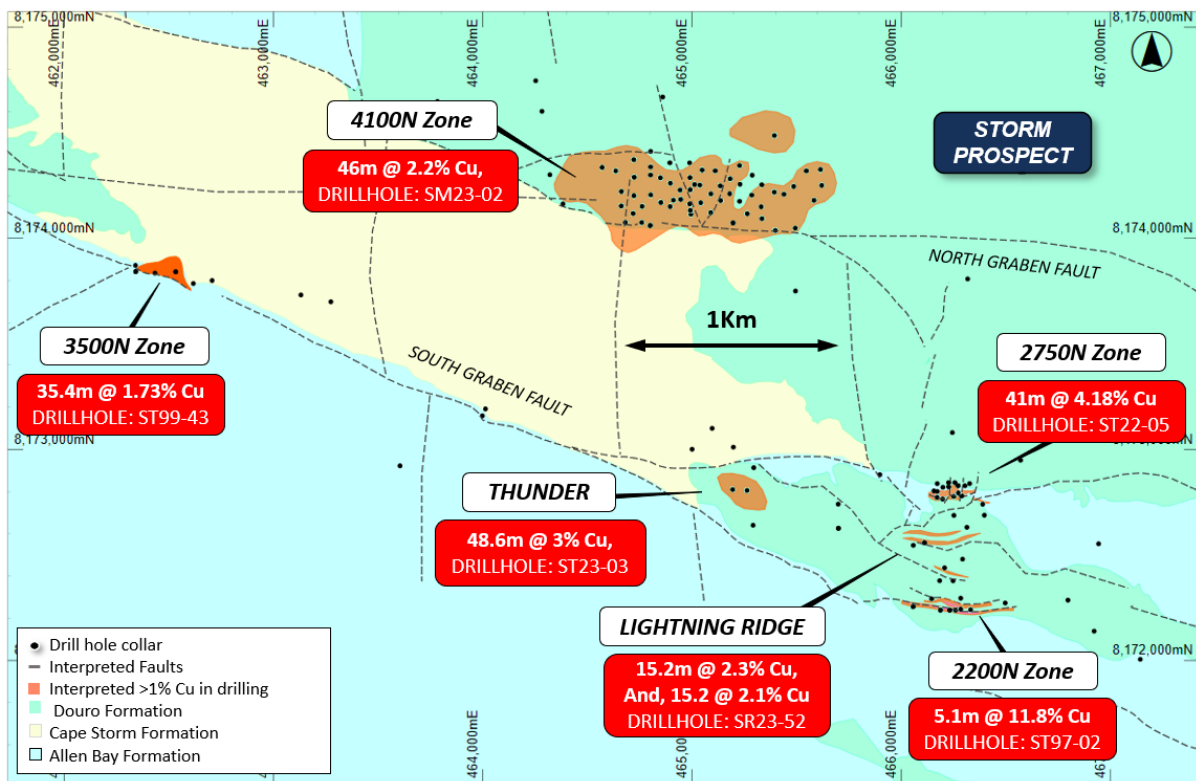 8,175,000mN
8,175,000mN
462,000mE
463,000mE
464,000mE
465,000mE
466,000mE
467,000mE
4100N Zone
46m @ 2.2% Cu,
DRILLHOLE: SM23-02
STORM
PROSPECT
8,174,000mN
8,174,000mN
NORTH GRABEN FAULT
3500N Zone
35.4m @ 1.73% Cu
DRILLHOLE: ST99-43
1Km
SOUTH GRABEN FAULT
2750N Zone
41m @ 4.18% Cu
DRILLHOLE: ST22-05
8,173,000mN
THUNDER
48.6m @ 3% Cu,
DRILLHOLE: ST23-03
LIGHTNING RIDGE
15.2m @ 2.3% Cu,
And, 15.2 @ 2.1% Cu
DRILLHOLE: SR23-52
2200N Zone
5.1m @ 11.8% Cu
DRILLHOLE: ST97-02
8,172,000mN
Drill hole collar
Interpreted Faults
Interpreted >1% Cu in drilling
Douro Formation
Cape Storm Formation
Allen Bay Formation
464,000mE